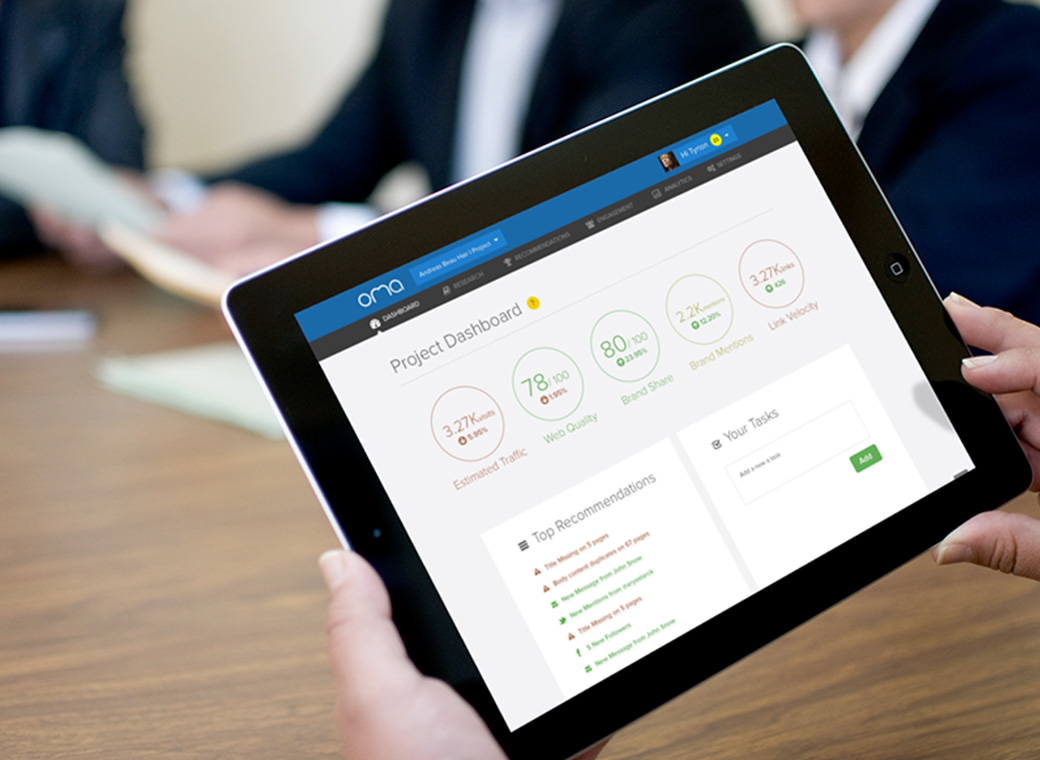 oma
Andreas Beau Hair | Project
Hi Tyrion
DASHBOARD
RESEARCH
RECOMMENDATIONS
ENGAGEMENT
ANALYTICS
SETTINGS
Project Dashboard
3.27K visits
5.95%
Estimated Traffic
78 / 100
1.95%
Web Quality
80 / 100
23.95%
Brand Share
2.2K mentions
12.20%
Brand Mentions
3.27K links
426
Link Velocity
Top Recommendations
Title Missing on 5 pages
Body content duplicates on 67 pages
New Message from John Snow
New Mentions from aryastark
Title Missing on 5 pages
5 New Followers
New Message from John Snow
Your Tasks
Add a new a task
Add